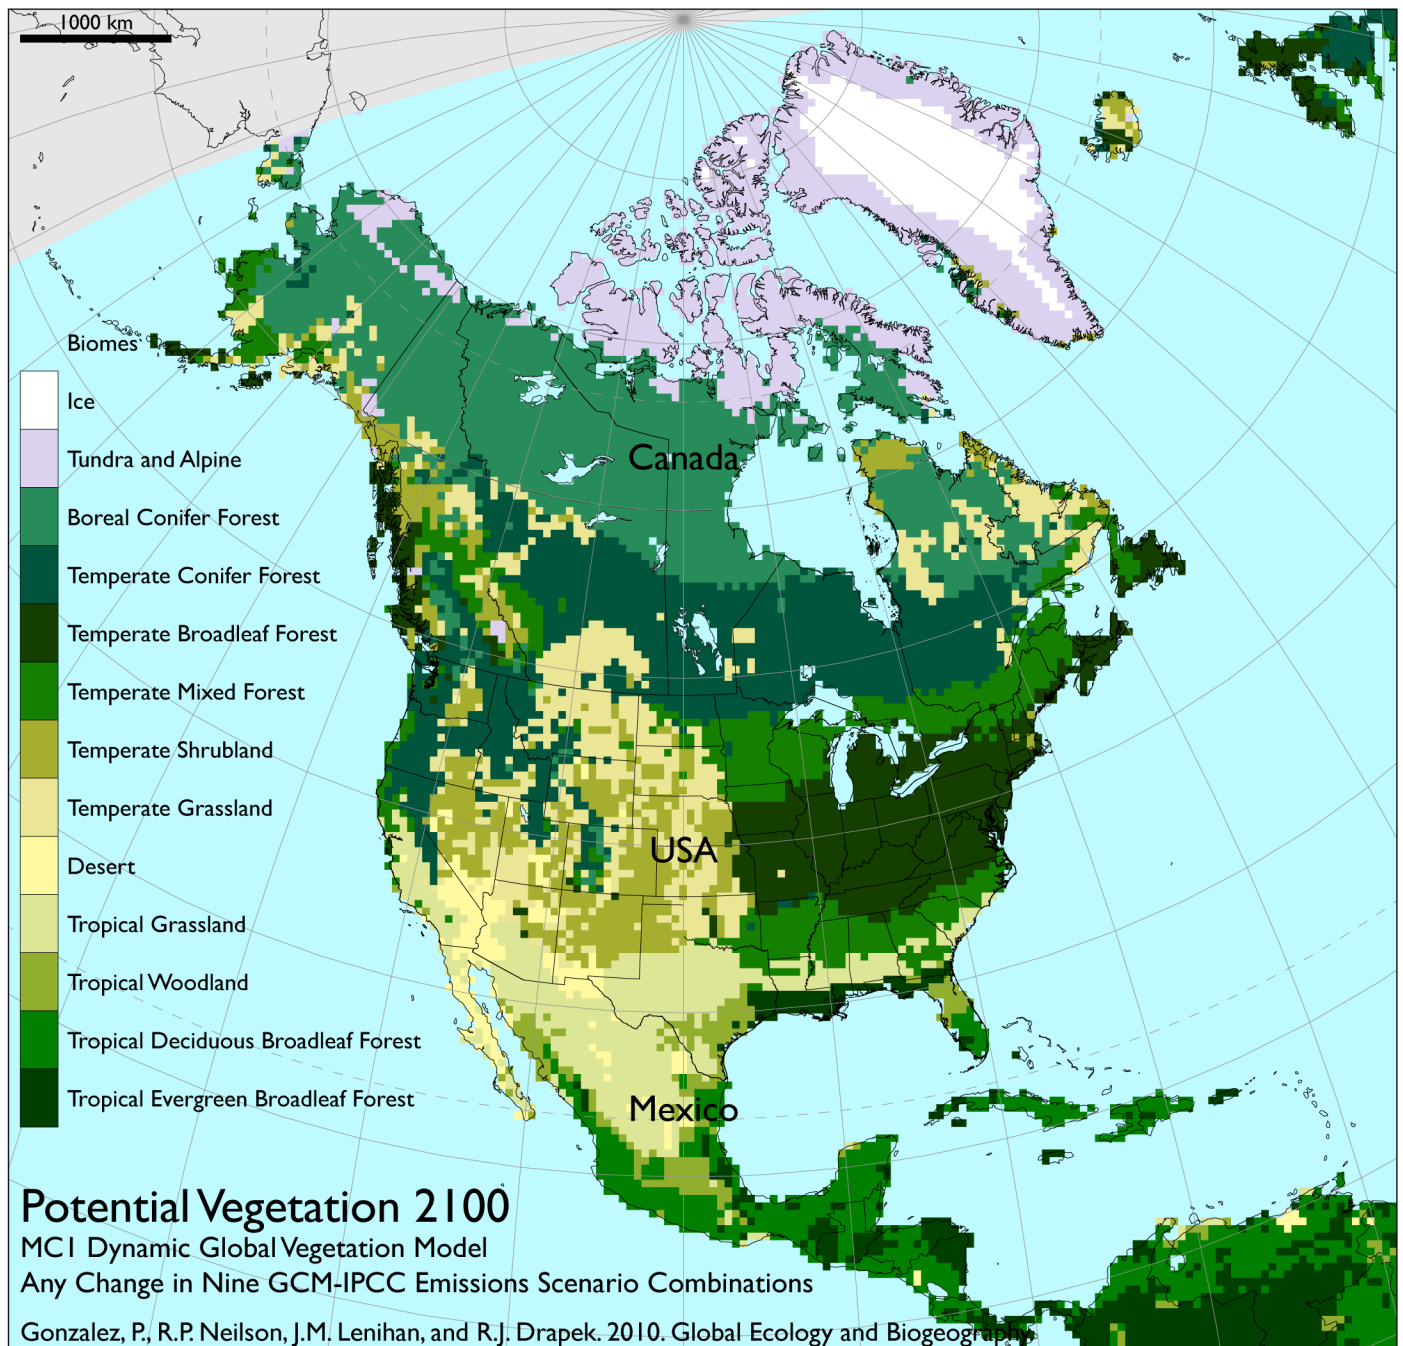 1000 km
Biomes
Ice
Tundra and Alpine
Boreal Conifer Forest
Temperate Conifer Forest
Temperate Broadleaf Forest
Temperate Mixed Forest
Temperate Shrubland
Temperate Grassland
Desert
Tropical Grassland
Tropical Woodland
Tropical Deciduous Broadleaf Forest
Tropical Evergreen Broadleaf Forest
Canada
USA
Mexico
Potential Vegetation 2100
MC1 Dynamic Global Vegetation Model
Any Change in Nine GCM-IPCC Emissions Scenario Combinations
Gonzalez, P., R.P. Neilson, J.M. Lenihan, and R.J. Drapek. 2010. Global Ecology and Biogeography.